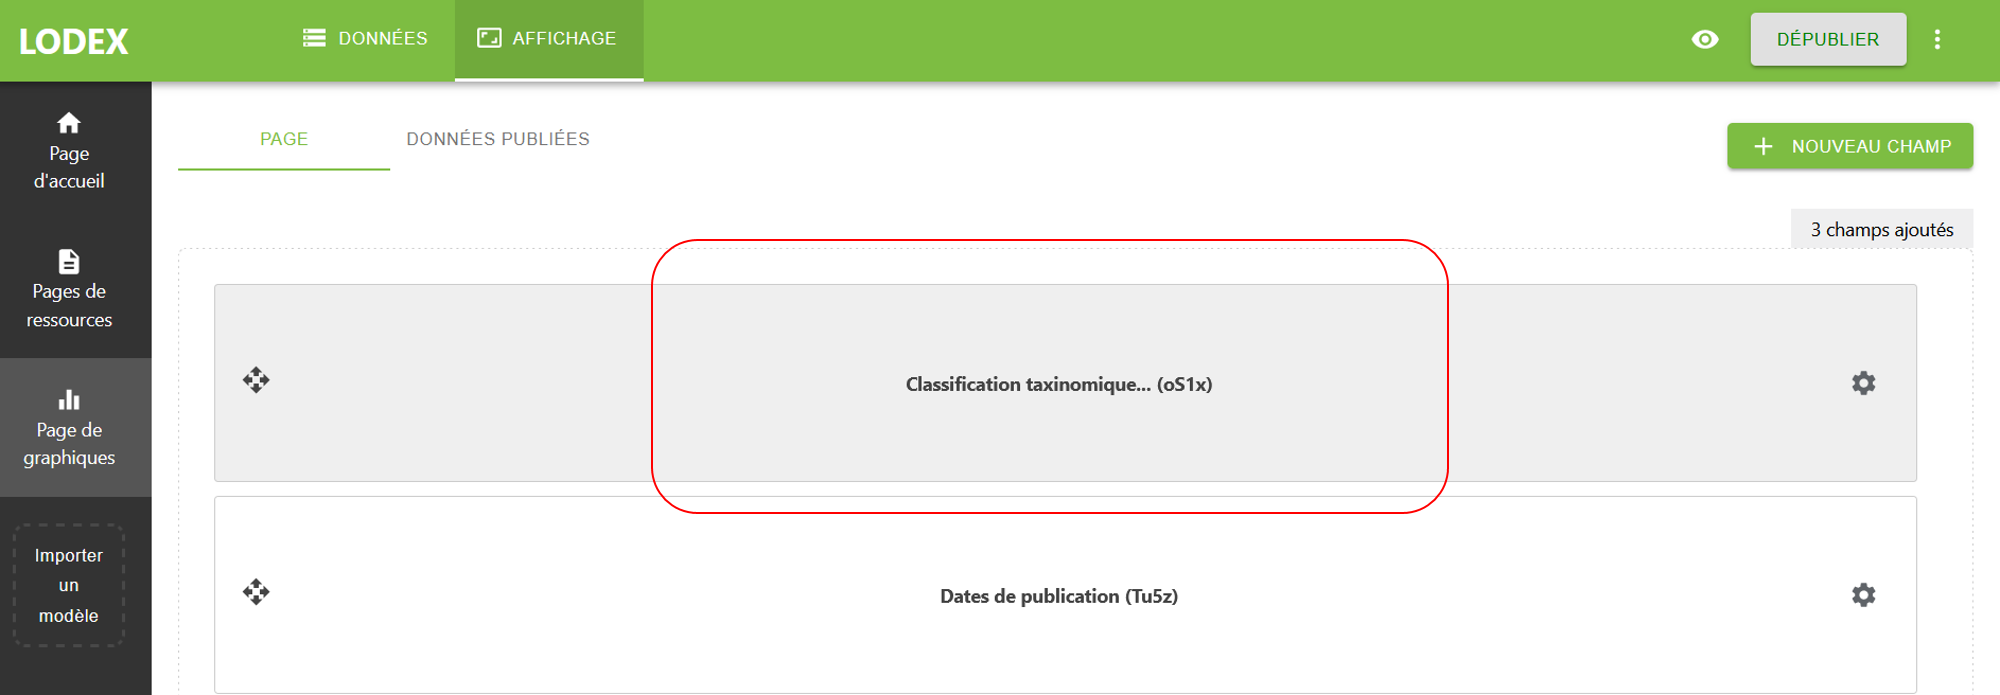 LODEX
DONNÉES
AFFICHAGE
DÉPUBLIER
Page
d'accueil
Pages de
ressources
Page de
graphiques
Importer
un
modèle
PAGE
DONNÉES PUBLIÉES
NOUVEAU CHAMP
3 champs ajoutés
Classification taxinomique... (oS1x)
Dates de publication (Tu5z)